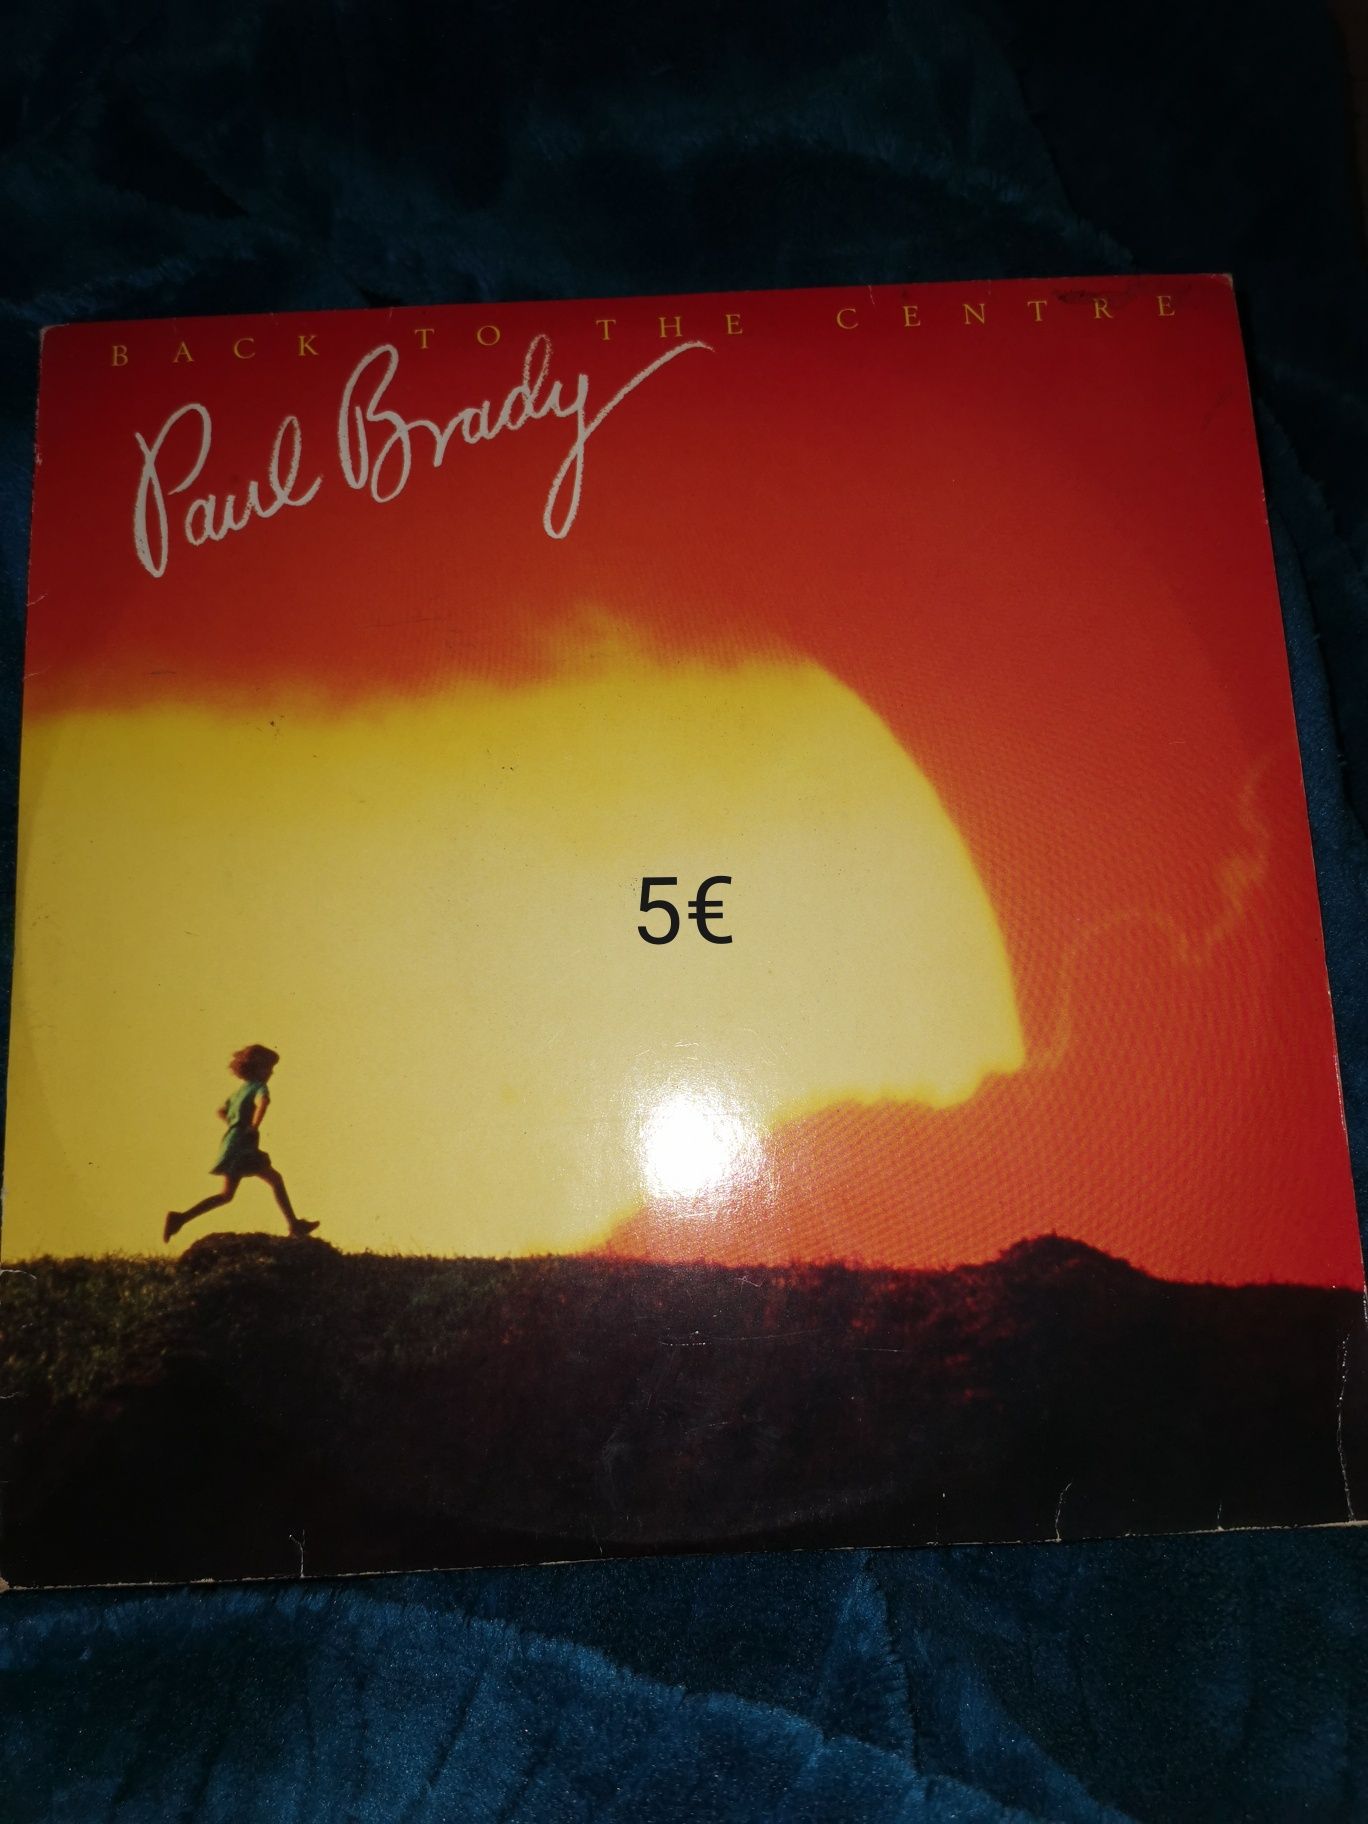 BACK TO THE CENTRE
Paul Brady
5€